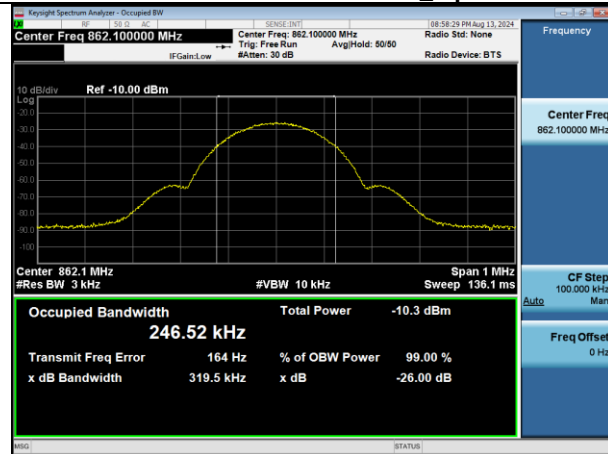 Keysight Spectrum Analyzer - Occupied BW
RF 50 Ω AC SENSE:INT 08:58:29 PM Aug 13, 2024
Center Freq 862.100000 MHz Center Freq: 862.100000 MHz Radio Std: None Frequency
Trig: Free Run Avg|Hold: 50/50
IFGain:Low #Atten: 30 dB Radio Device: BTS
10 dB/div Ref -10.00 dBm
Log
-20.0
-30.0
-40.0
-50.0
-60.0
-70.0
-80.0
-90.0
-100
Center Freq
862.100000 MHz
Center 862.1 MHz Span 1 MHz
#Res BW 3 kHz #VBW 10 kHz Sweep 136.1 ms
CF Step
100.000 kHz
Auto Man
Occupied Bandwidth Total Power -10.3 dBm
246.52 kHz
Transmit Freq Error 164 Hz % of OBW Power 99.00 %
x dB Bandwidth 319.5 kHz x dB -26.00 dB
Freq Offset
0 Hz
MSG STATUS